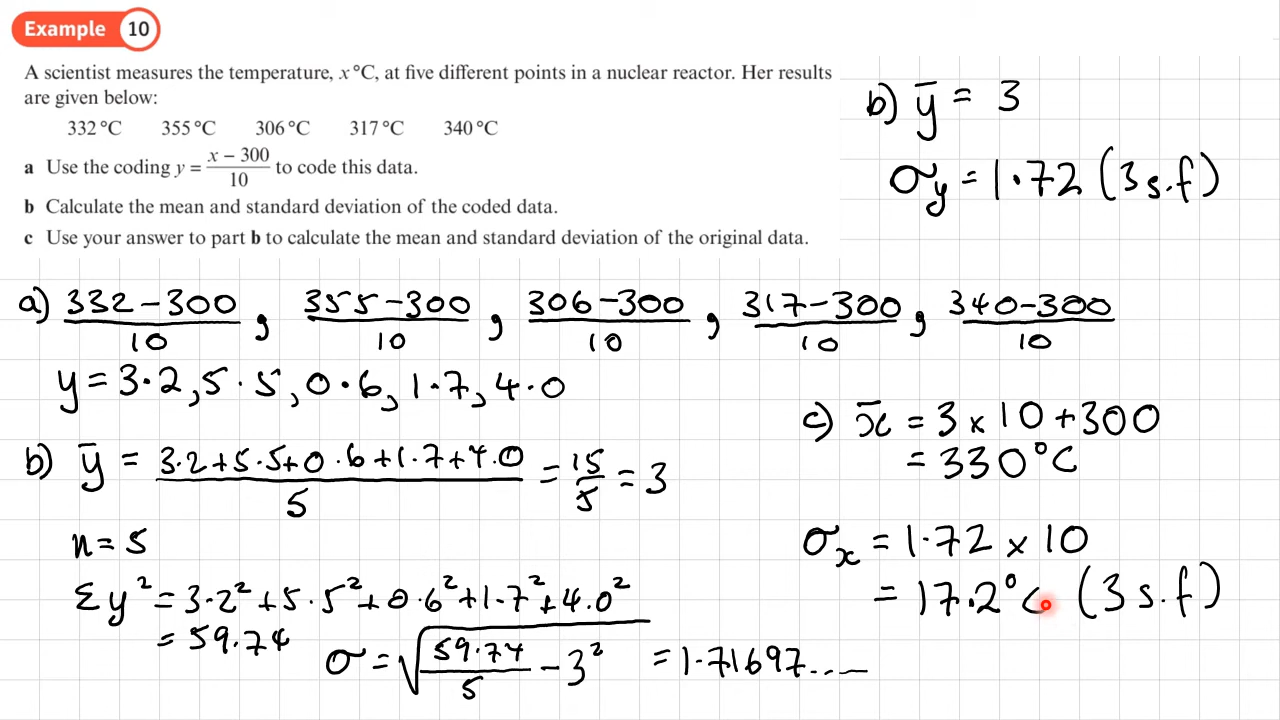 Example 10
A scientist measures the temperature, x °C, at five different points in a nuclear reactor. Her results
are given below:
332 °C 355 °C 306 °C 317 °C 340 °C
a Use the coding y = (x − 300)/10 to code this data.
b Calculate the mean and standard deviation of the coded data.
c Use your answer to part b to calculate the mean and standard deviation of the original data.
a) (332 − 300)/10 , (355 − 300)/10 , (306 − 300)/10 , (317 − 300)/10 , (340 − 300)/10
y = 3.2, 5.5, 0.6, 1.7, 4.0
b) ȳ = (3.2+5.5+0.6+1.7+4.0)/5 = 15/5 = 3
n = 5
Σy² = 3.2² + 5.5² + 0.6² + 1.7² + 4.0²
= 59.74
σ = √(59.74/5 − 3²) = 1.71697.....
b) ȳ = 3
σy = 1.72 (3 s.f)
c) x̄ = 3 × 10 + 300
= 330°C
σx = 1.72 × 10
= 17.2°C (3 s.f)